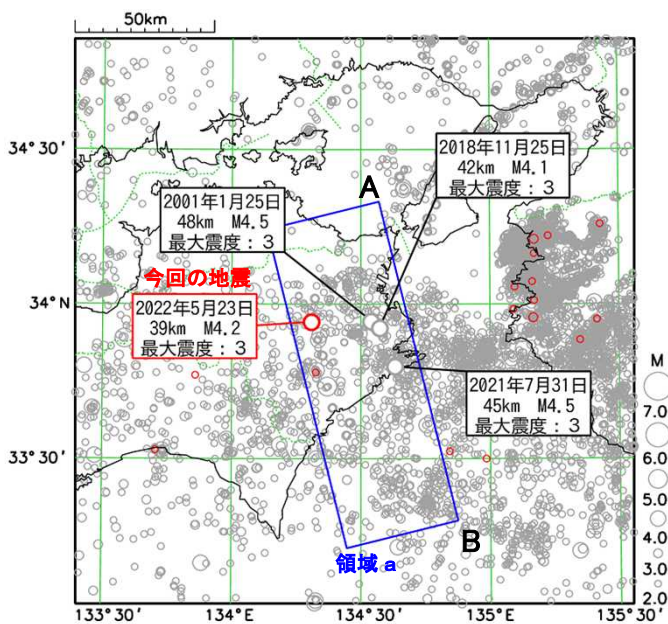 50km
34°30′
34°N
33°30′
133°30′
134°E
134°30′
135°E
135°30′
A
B
2018年11月25日
42km M4.1
最大震度：３
2001年1月25日
48km M4.5
最大震度：３
今回の地震
2022年5月23日
39km M4.2
最大震度：３
2021年7月31日
45km M4.5
最大震度：３
領域 a
M
7.0
6.0
5.0
4.0
3.0
2.0